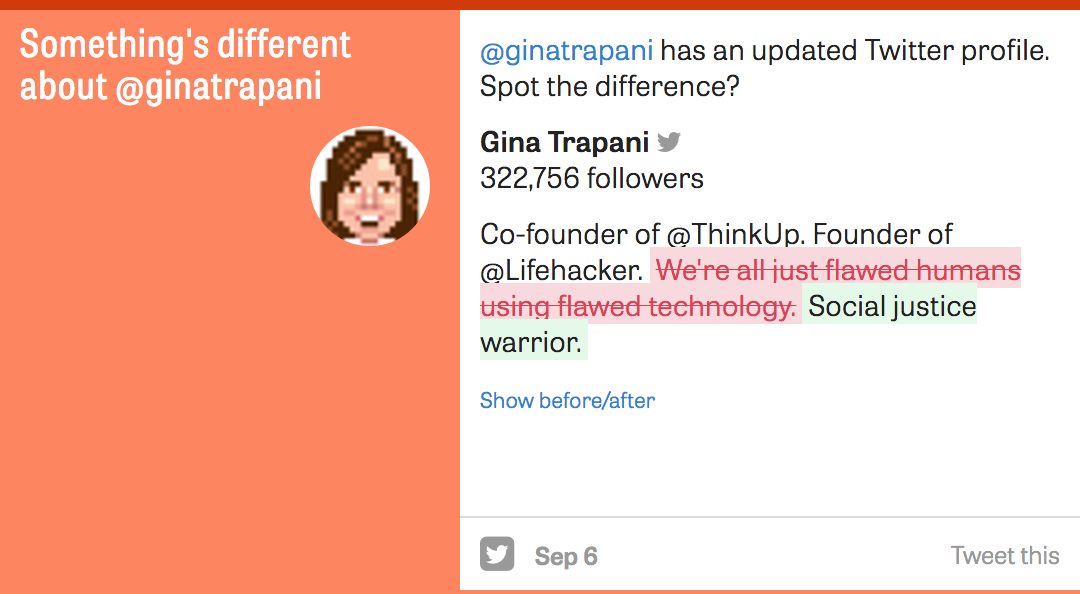 Something's different
about @ginatrapani
@ginatrapani has an updated Twitter profile.
Spot the difference?
Gina Trapani
322,756 followers
Co-founder of @ThinkUp. Founder of
@Lifehacker. We're all just flawed humans
using flawed technology. Social justice
warrior.
Show before/after
Sep 6
Tweet this